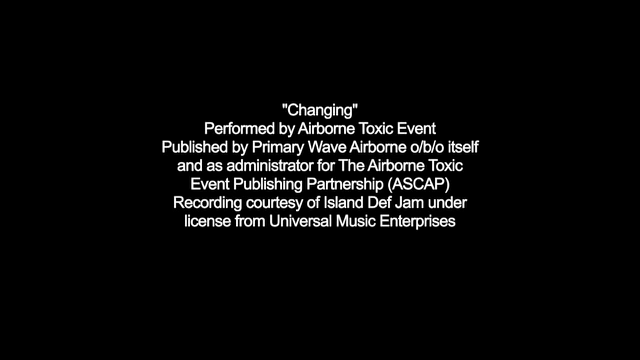 "Changing"
Performed by Airborne Toxic Event
Published by Primary Wave Airborne o/b/o itself
and as administrator for The Airborne Toxic
Event Publishing Partnership (ASCAP)
Recording courtesy of Island Def Jam under
license from Universal Music Enterprises